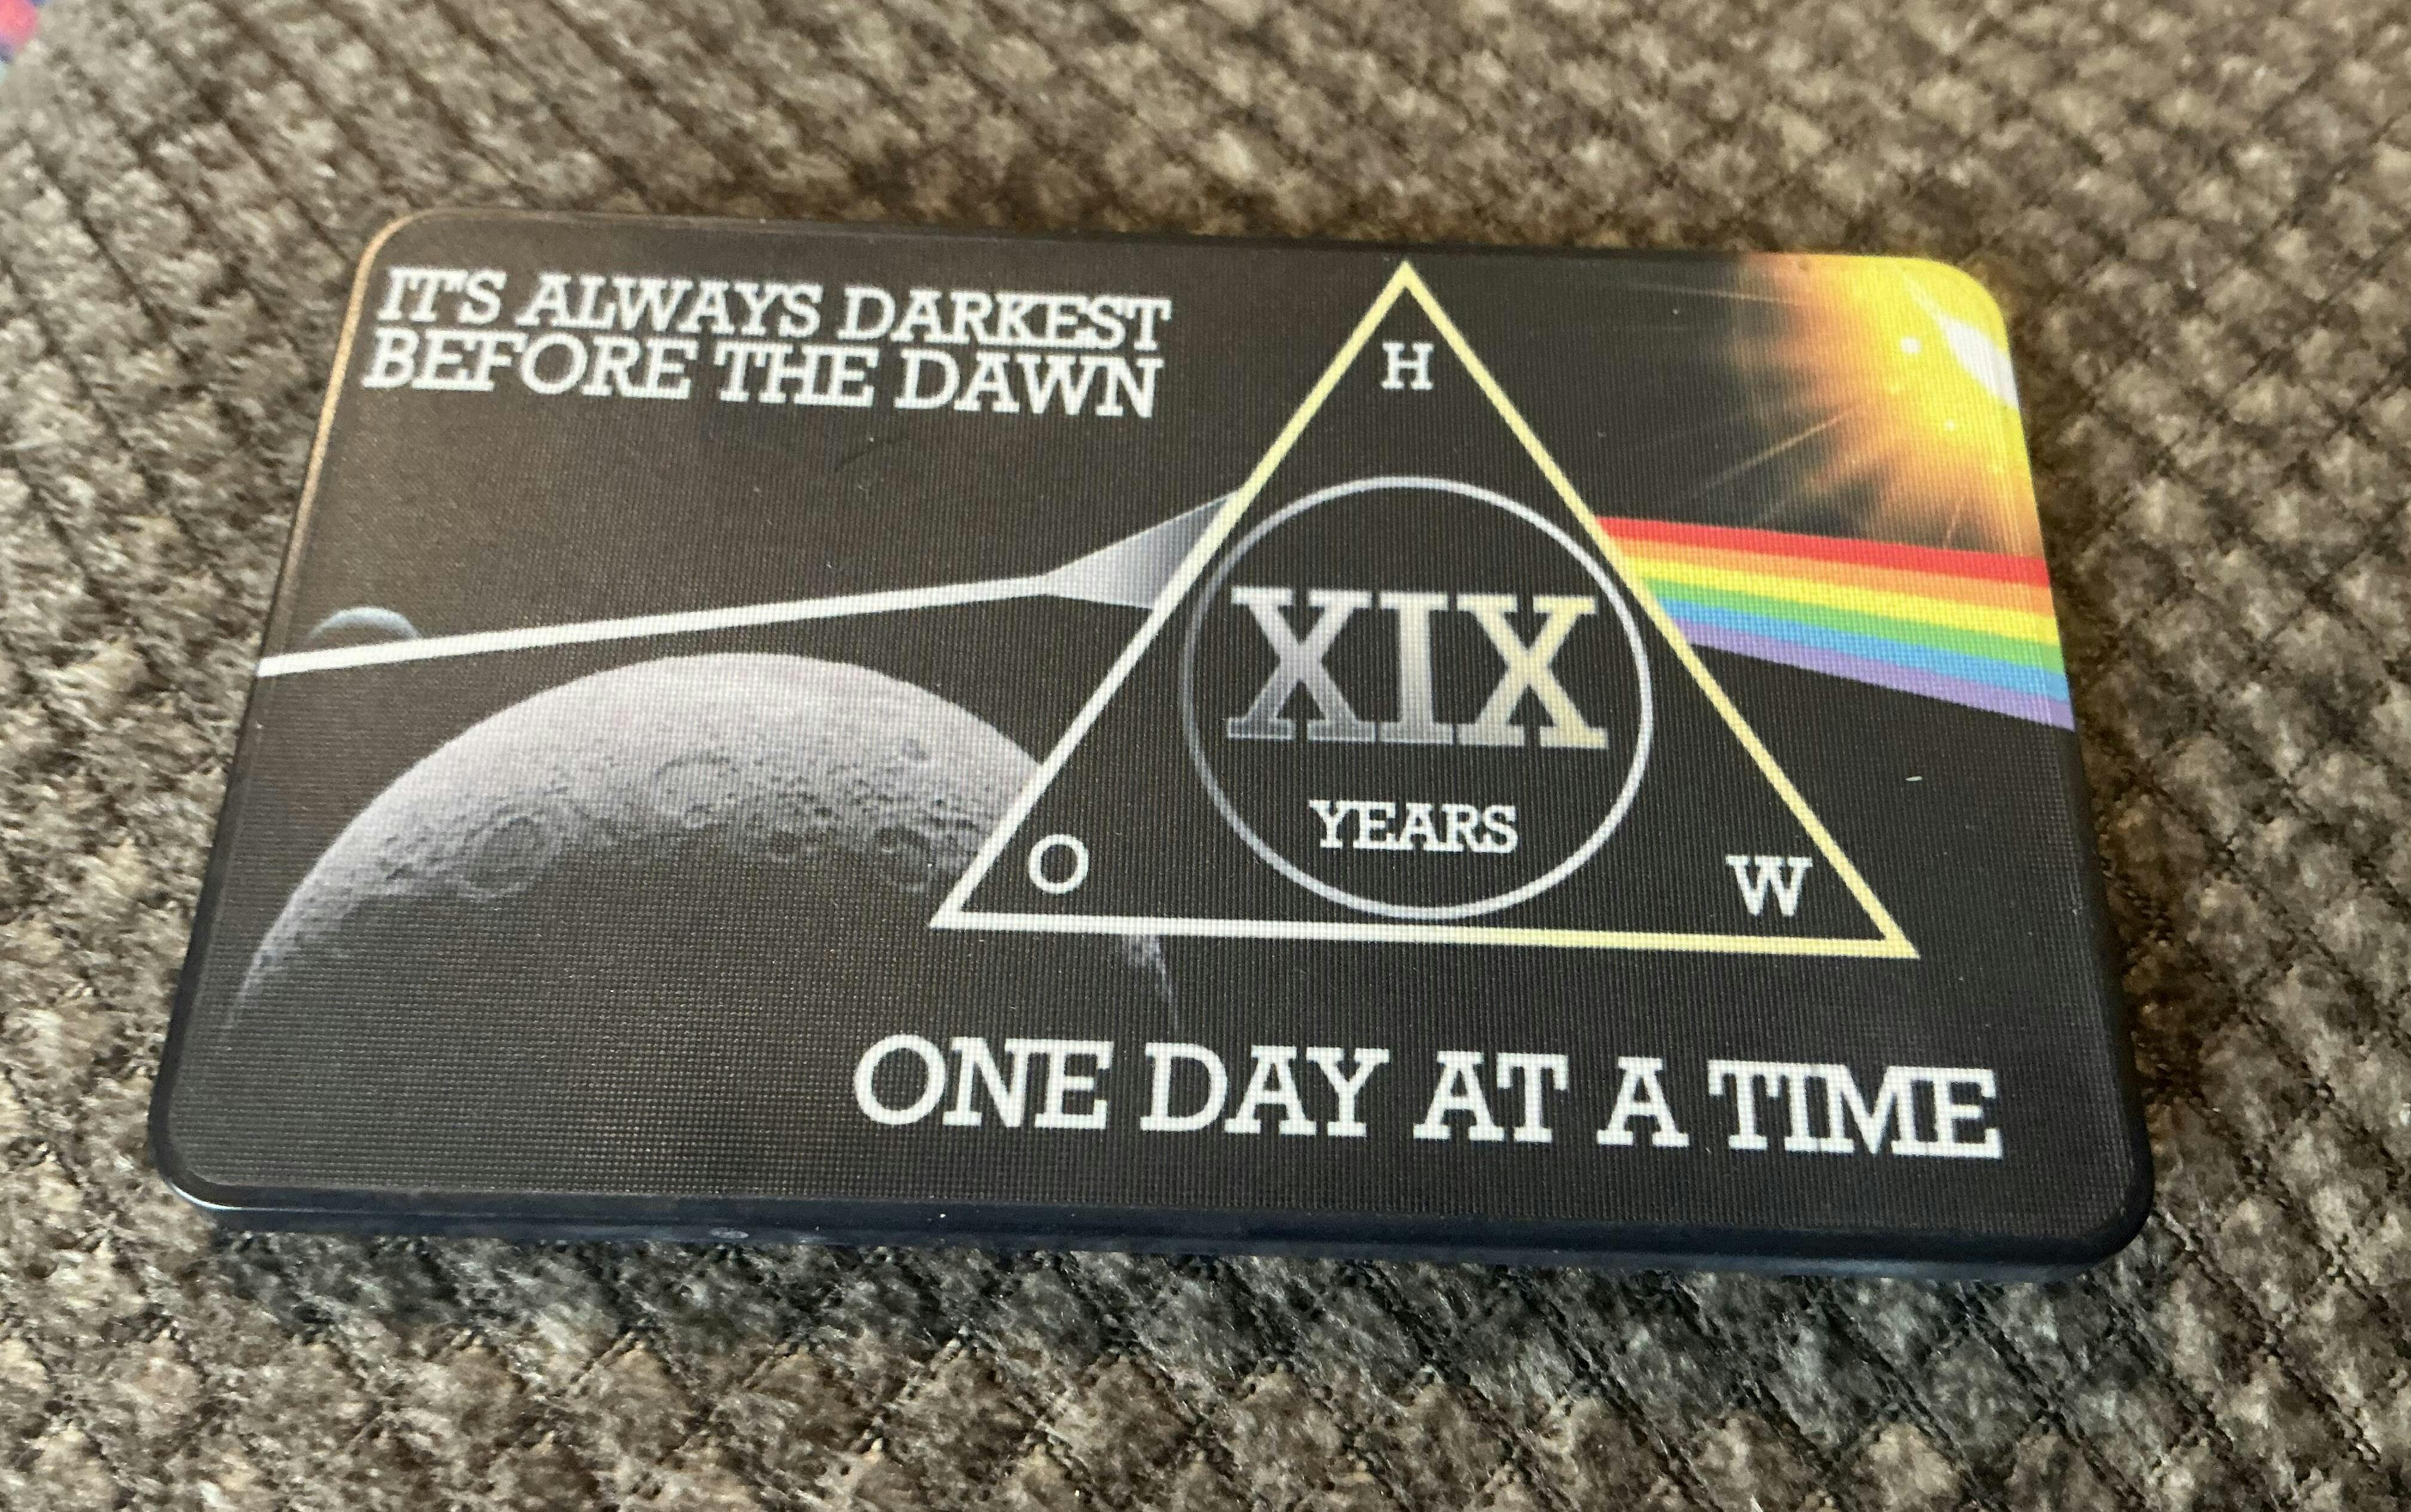 IT'S ALWAYS DARKEST
BEFORE THE DAWN
H
XIX
YEARS
O
W
ONE DAY AT A TIME